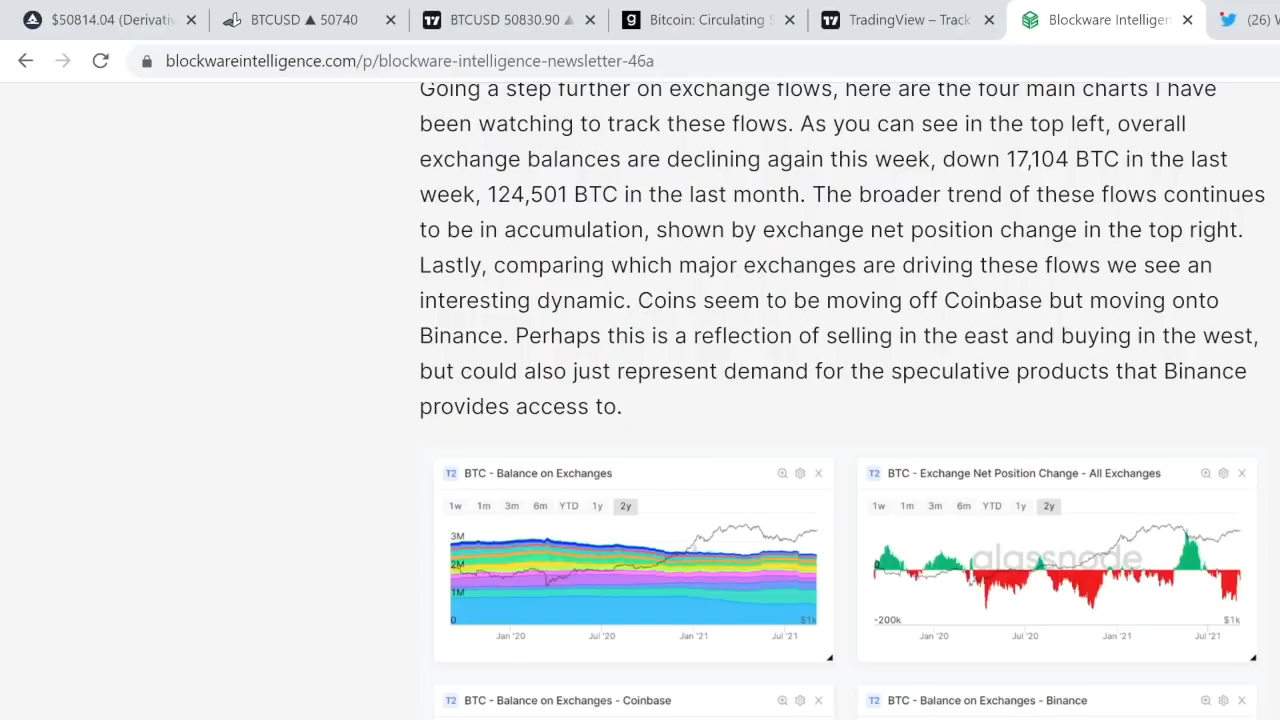 $50814.04 (Derivativ
BTCUSD ▲ 50740
BTCUSD 50830.90 ▲
Bitcoin: Circulating S
TradingView – Track
Blockware Intelligen
(26) V
blockwareintelligence.com/p/blockware-intelligence-newsletter-46a
Going a step further on exchange flows, here are the four main charts I have
been watching to track these flows. As you can see in the top left, overall
exchange balances are declining again this week, down 17,104 BTC in the last
week, 124,501 BTC in the last month. The broader trend of these flows continues
to be in accumulation, shown by exchange net position change in the top right.
Lastly, comparing which major exchanges are driving these flows we see an
interesting dynamic. Coins seem to be moving off Coinbase but moving onto
Binance. Perhaps this is a reflection of selling in the east and buying in the west,
but could also just represent demand for the speculative products that Binance
provides access to.
T2 BTC - Balance on Exchanges
1w 1m 3m 6m YTD 1y 2y
3M
2M
1M
0
$1k
Jan '20 Jul '20 Jan '21 Jul '21
T2 BTC - Exchange Net Position Change - All Exchanges
1w 1m 3m 6m YTD 1y 2y
glassnode
0
-200k
$1k
Jan '20 Jul '20 Jan '21 Jul '21
T2 BTC - Balance on Exchanges - Coinbase
T2 BTC - Balance on Exchanges - Binance